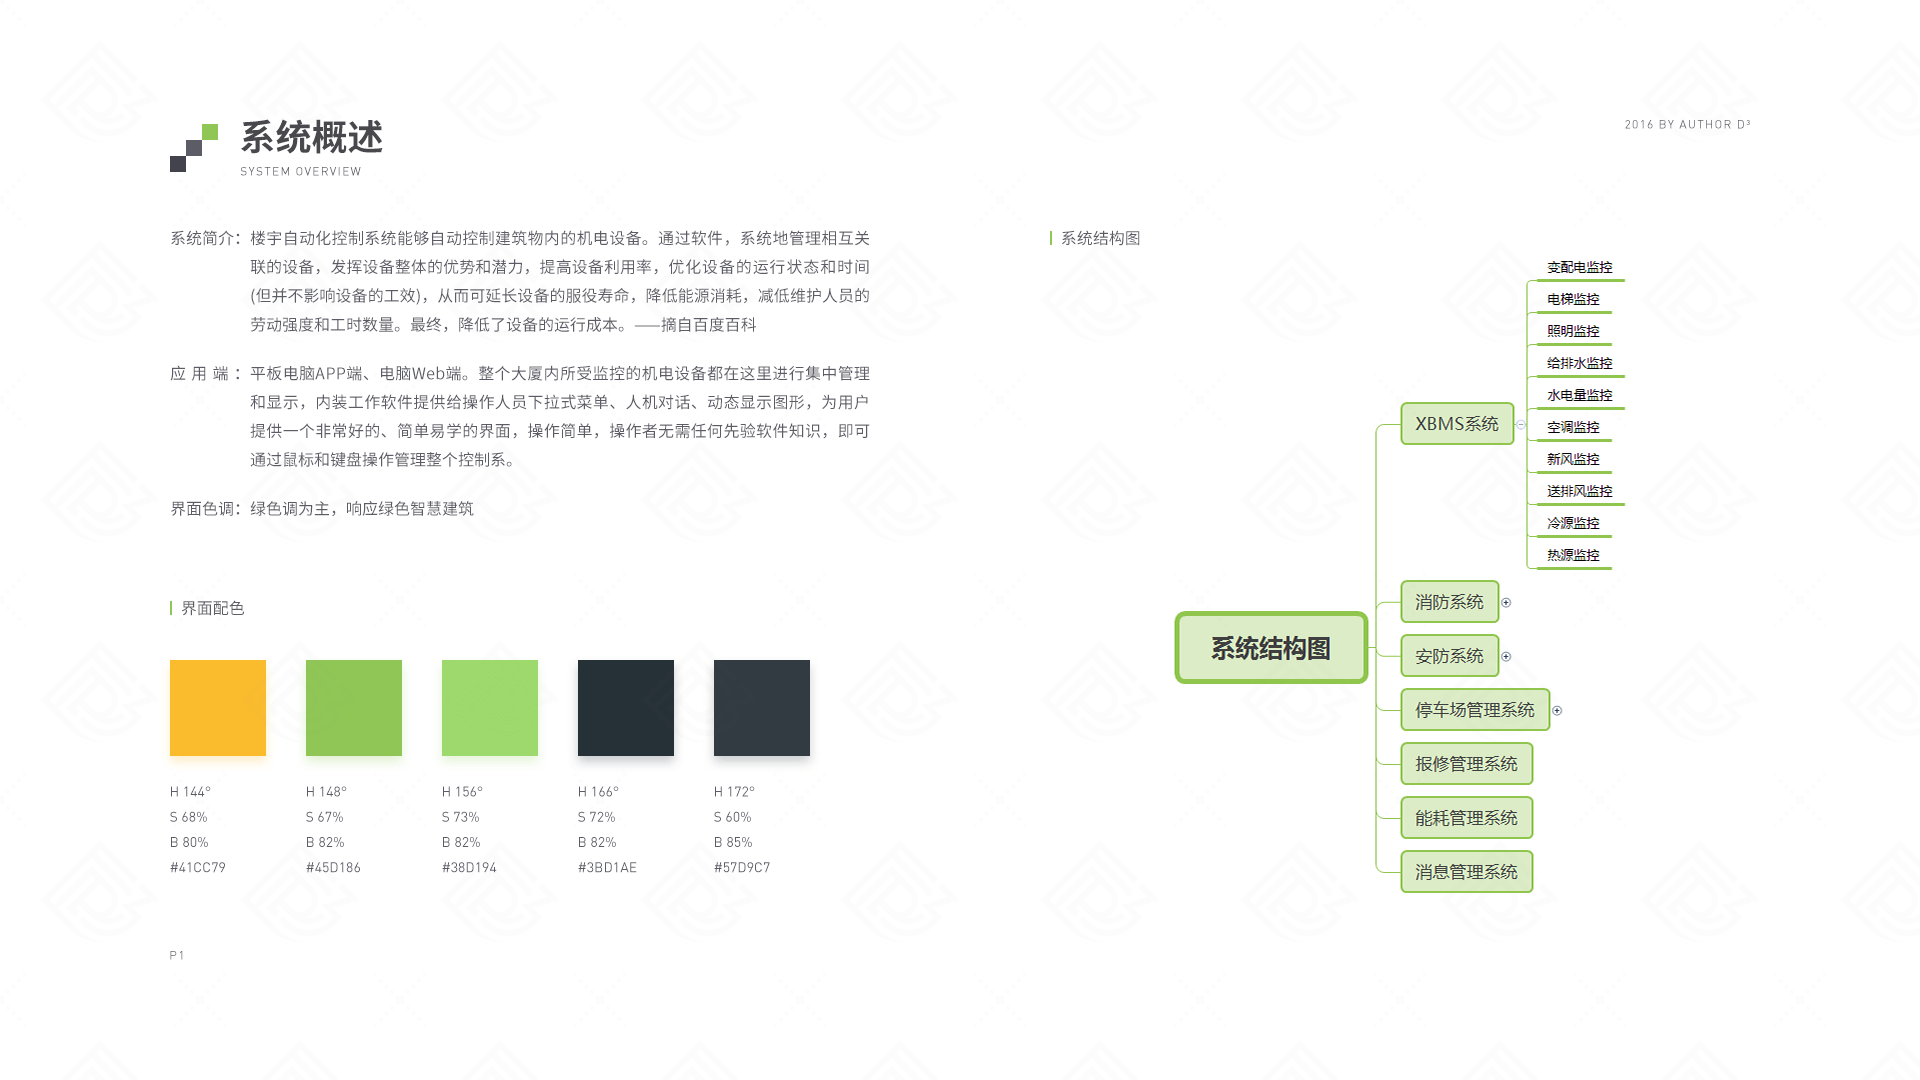 系统概述
SYSTEM OVERVIEW
2016 BY AUTHOR D³
系统简介：楼宇自动化控制系统能够自动控制建筑物内的机电设备。通过软件，系统地管理相互关
联的设备，发挥设备整体的优势和潜力，提高设备利用率，优化设备的运行状态和时间
(但并不影响设备的工效)，从而可延长设备的服役寿命，降低能源消耗，减低维护人员的
劳动强度和工时数量。最终，降低了设备的运行成本。——摘自百度百科
应 用 端 ：平板电脑APP端、电脑Web端。整个大厦内所受监控的机电设备都在这里进行集中管理
和显示，内装工作软件提供给操作人员下拉式菜单、人机对话、动态显示图形，为用户
提供一个非常好的、简单易学的界面，操作简单，操作者无需任何先验软件知识，即可
通过鼠标和键盘操作管理整个控制系。
界面色调：绿色调为主，响应绿色智慧建筑
界面配色
H 144°
S 68%
B 80%
#41CC79
H 148°
S 67%
B 82%
#45D186
H 156°
S 73%
B 82%
#38D194
H 166°
S 72%
B 82%
#3BD1AE
H 172°
S 60%
B 85%
#57D9C7
P1
系统结构图
系统结构图
XBMS系统
变配电监控
电梯监控
照明监控
给排水监控
水电量监控
空调监控
新风监控
送排风监控
冷源监控
热源监控
消防系统
安防系统
停车场管理系统
报修管理系统
能耗管理系统
消息管理系统